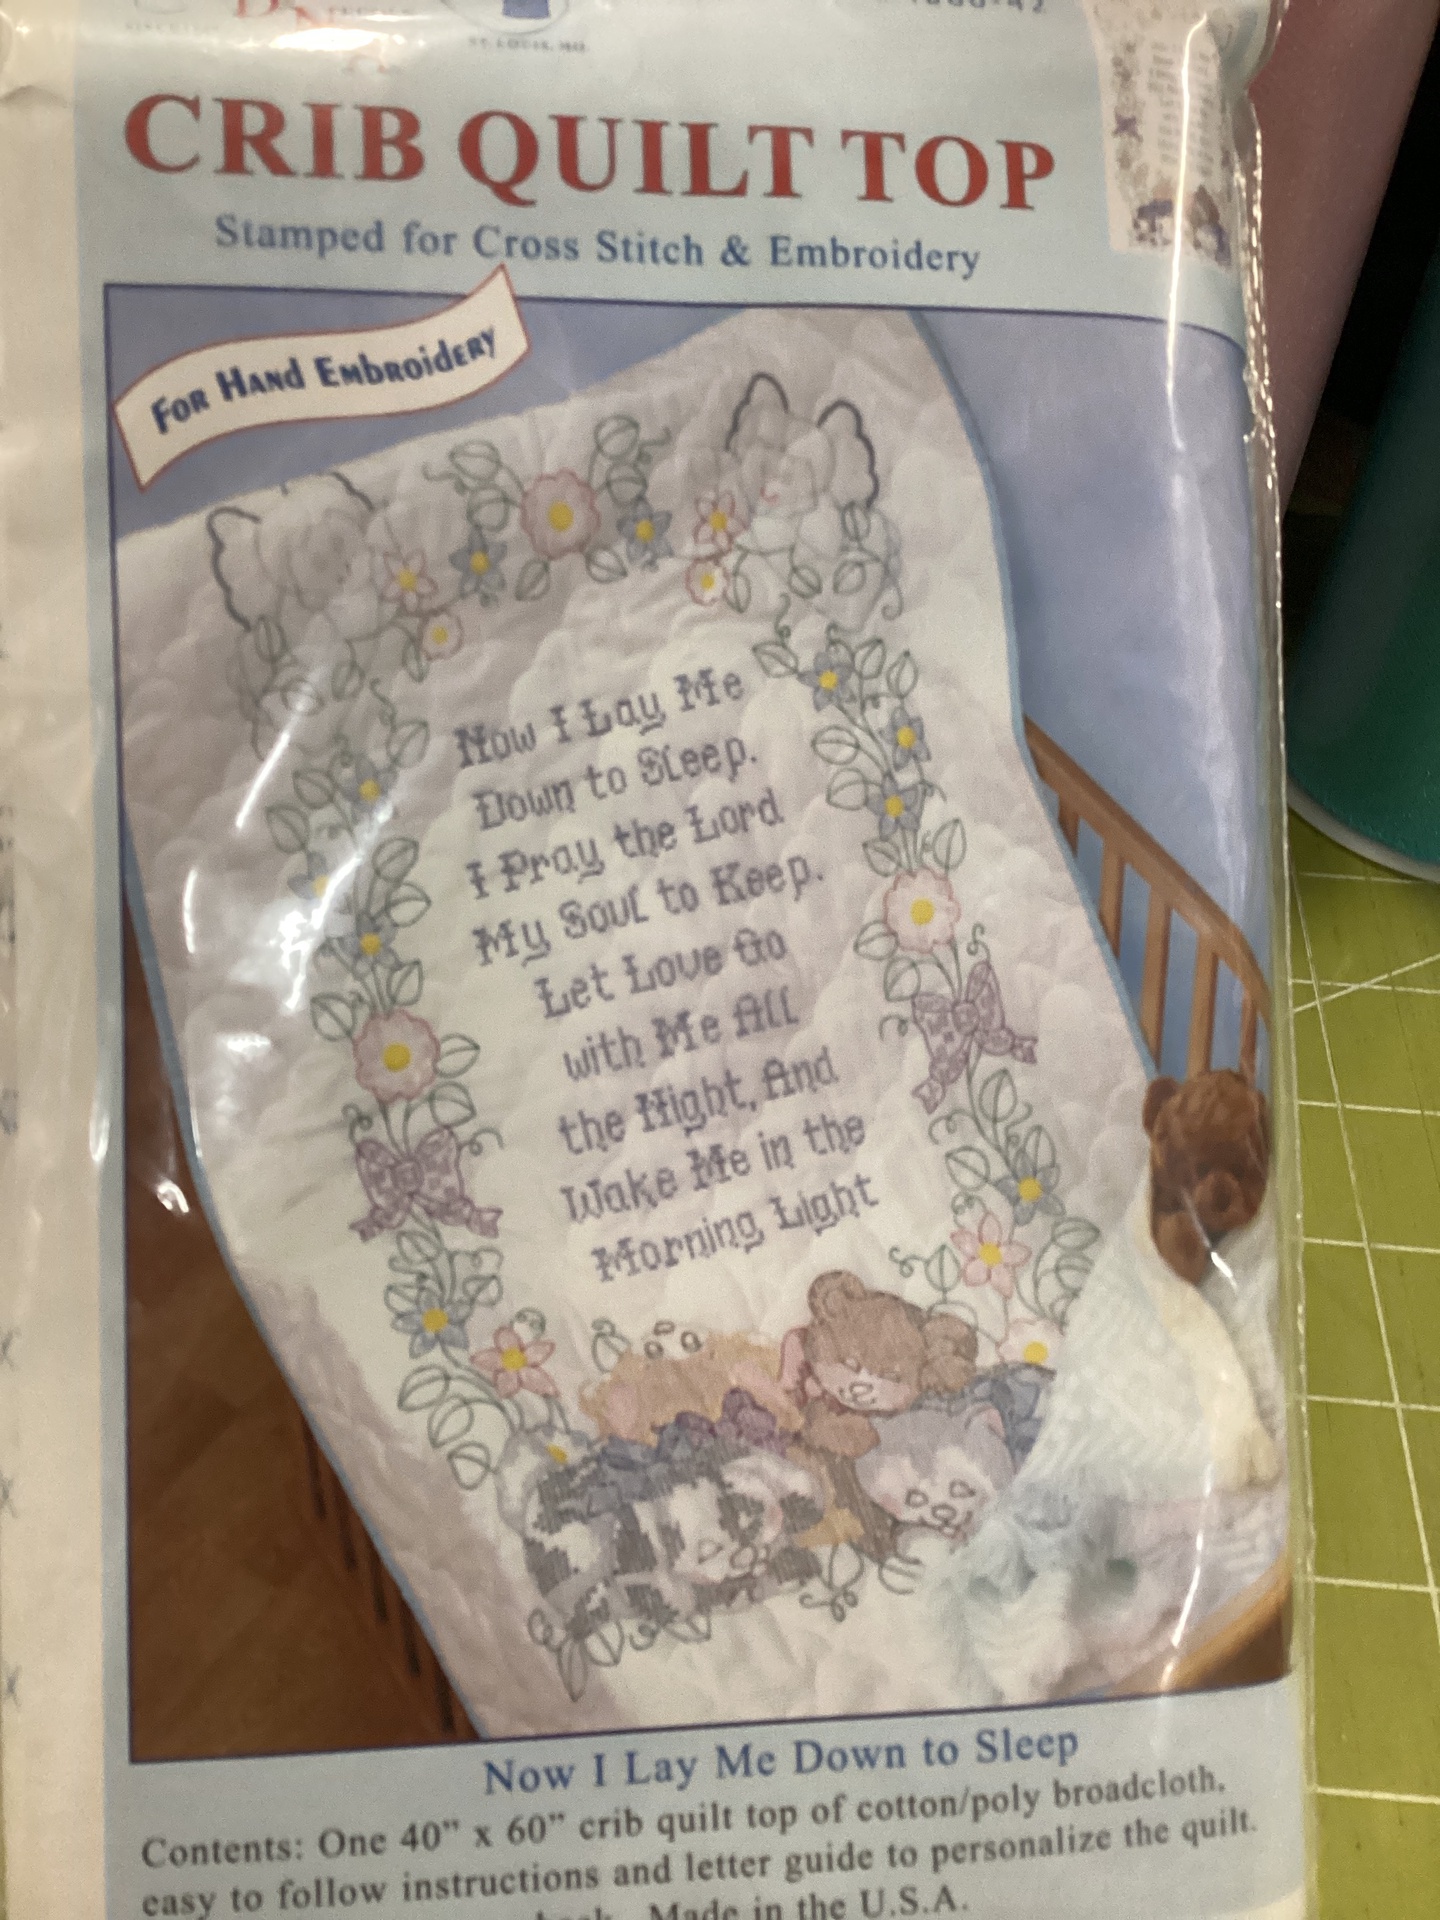 ST. LOUIS, MO.
CRIB QUILT TOP
Stamped for Cross Stitch & Embroidery
For Hand Embroidery
Now I Lay Me
Down to Sleep.
I Pray the Lord
My Soul to Keep.
Let Love Go
with Me All
the Night, And
Wake Me in the
Morning Light
Now I Lay Me Down to Sleep
Contents: One 40" x 60" crib quilt top of cotton/poly broadcloth,
easy to follow instructions and letter guide to personalize the quilt.
Made in the U.S.A.